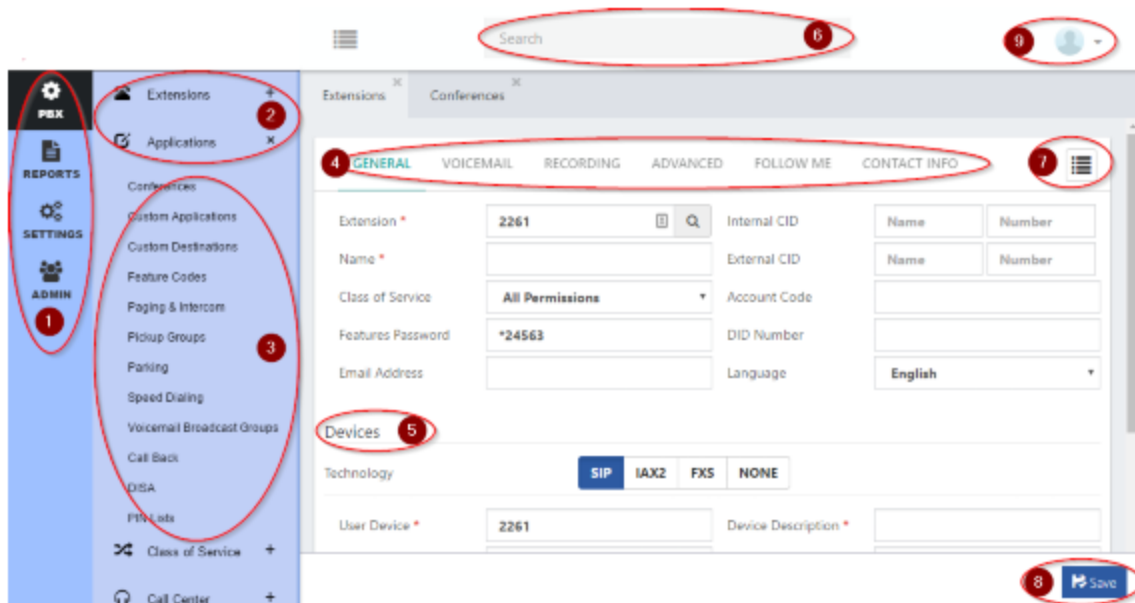 Search 6 9
PBX
REPORTS
SETTINGS
ADMIN
1
Extensions +
2
Applications ×
Conferences
Custom Applications
Custom Destinations
Feature Codes
Paging & Intercom
Pickup Groups
3
Parking
Speed Dialing
Voicemail Broadcast Groups
Call Back
DISA
PIN Lists
Class of Service +
Call Center +
Extensions × Conferences ×
4 GENERAL VOICEMAIL RECORDING ADVANCED FOLLOW ME CONTACT INFO 7
Extension * 2261 Internal CID Name Number
Name * External CID Name Number
Class of Service All Permissions Account Code
Features Password *24563 DID Number
Email Address Language English
Devices 5
Technology SIP IAX2 FXS NONE
User Device * 2261 Device Description *
8 Save